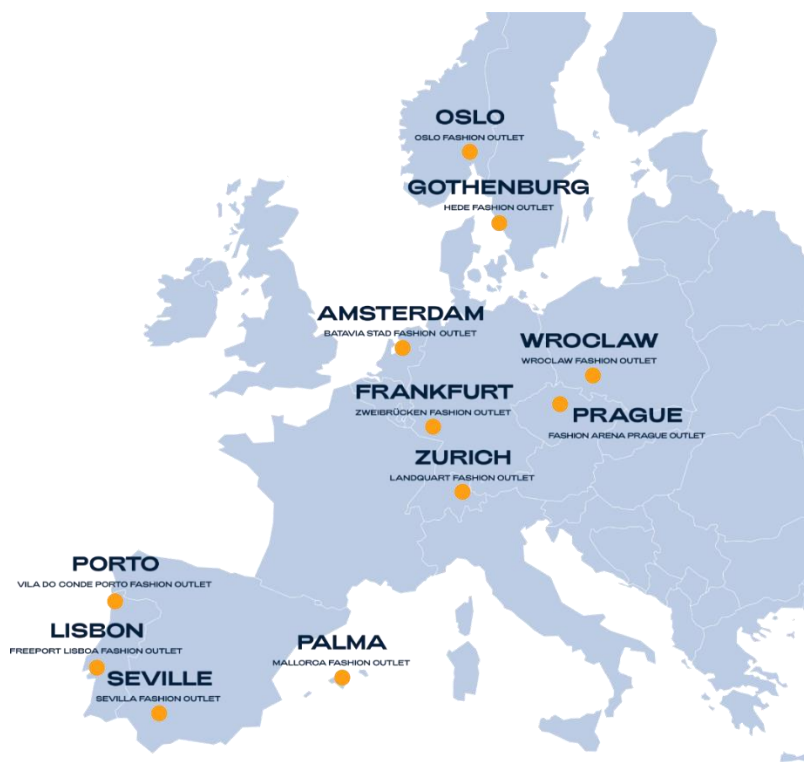 OSLO
OSLO FASHION OUTLET
GOTHENBURG
HEDE FASHION OUTLET
AMSTERDAM
BATAVIA STAD FASHION OUTLET
WROCLAW
WROCLAW FASHION OUTLET
FRANKFURT
ZWEIBRÜCKEN FASHION OUTLET
PRAGUE
FASHION ARENA PRAGUE OUTLET
ZURICH
LANDQUART FASHION OUTLET
PORTO
VILA DO CONDE PORTO FASHION OUTLET
LISBON
FREEPORT LISBOA FASHION OUTLET
PALMA
MALLORCA FASHION OUTLET
SEVILLE
SEVILLA FASHION OUTLET